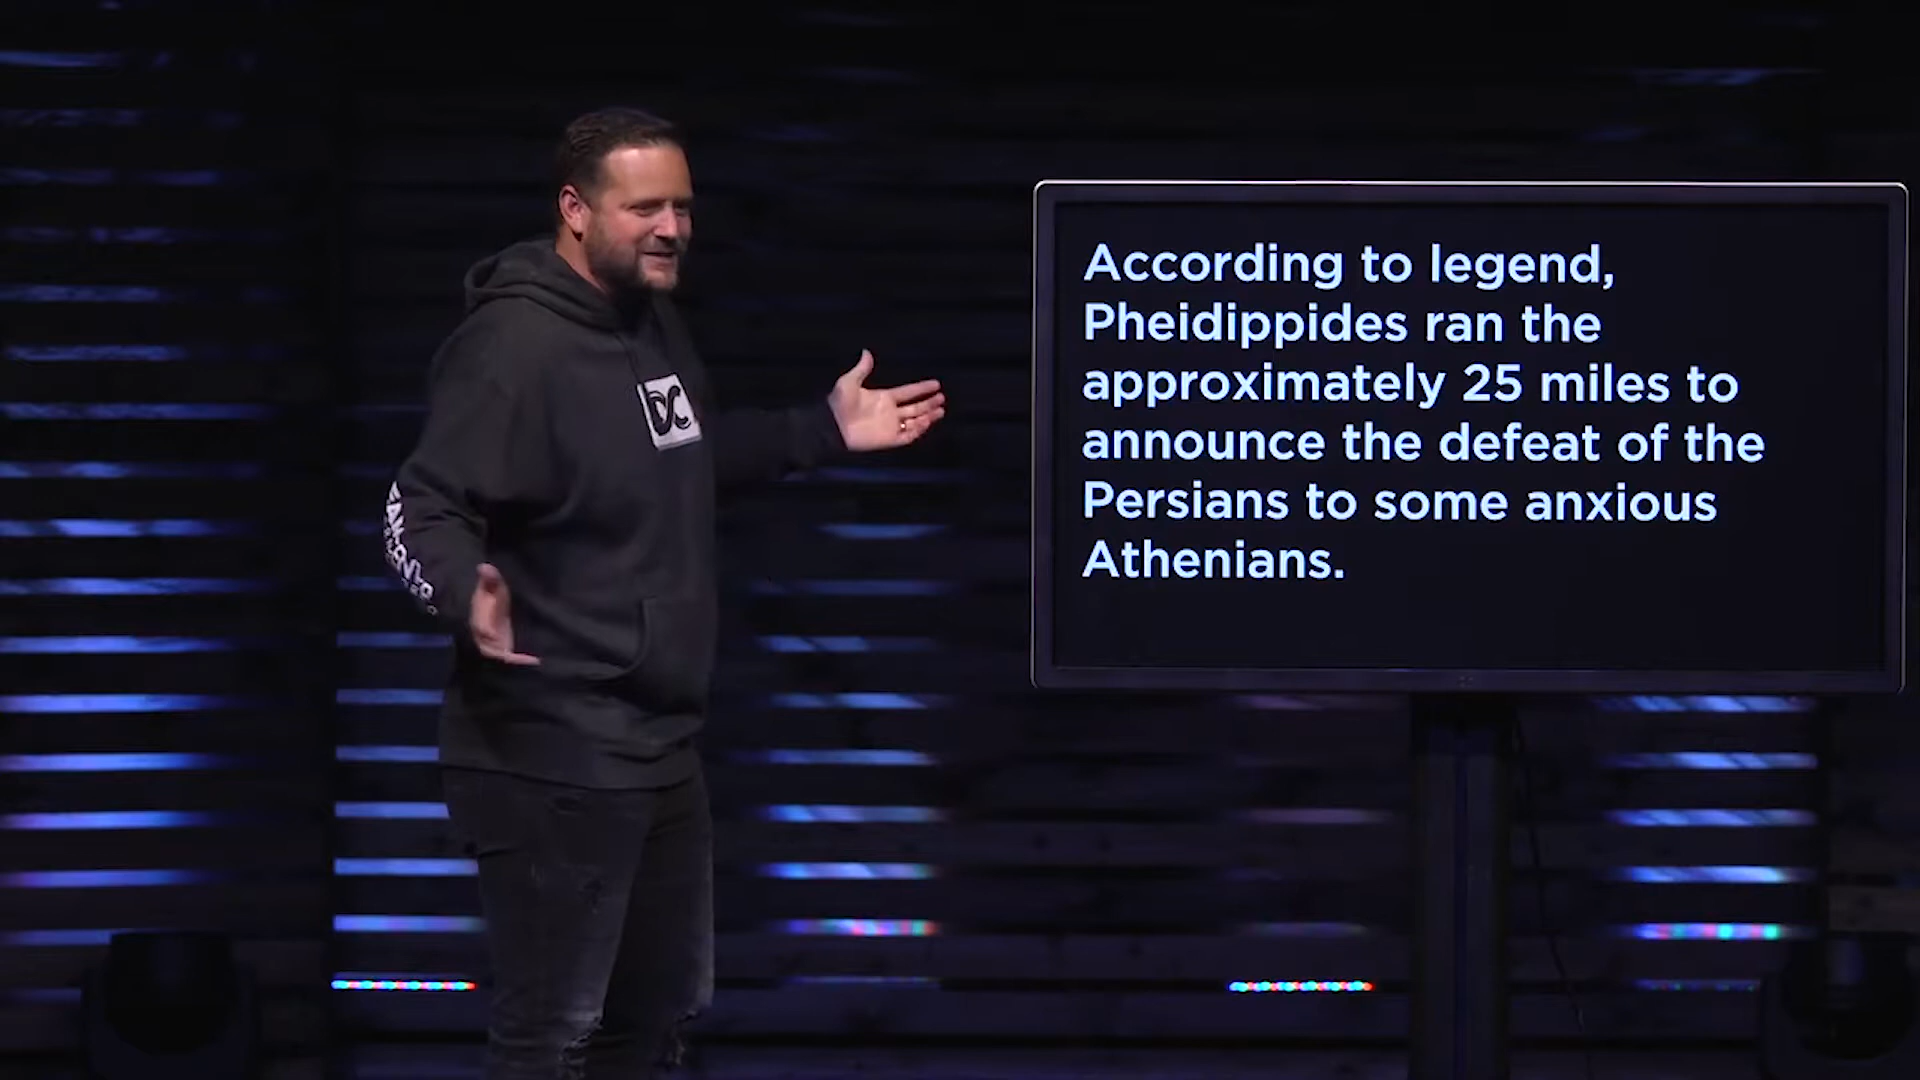 According to legend,
Pheidippides ran the
approximately 25 miles to
announce the defeat of the
Persians to some anxious
Athenians.